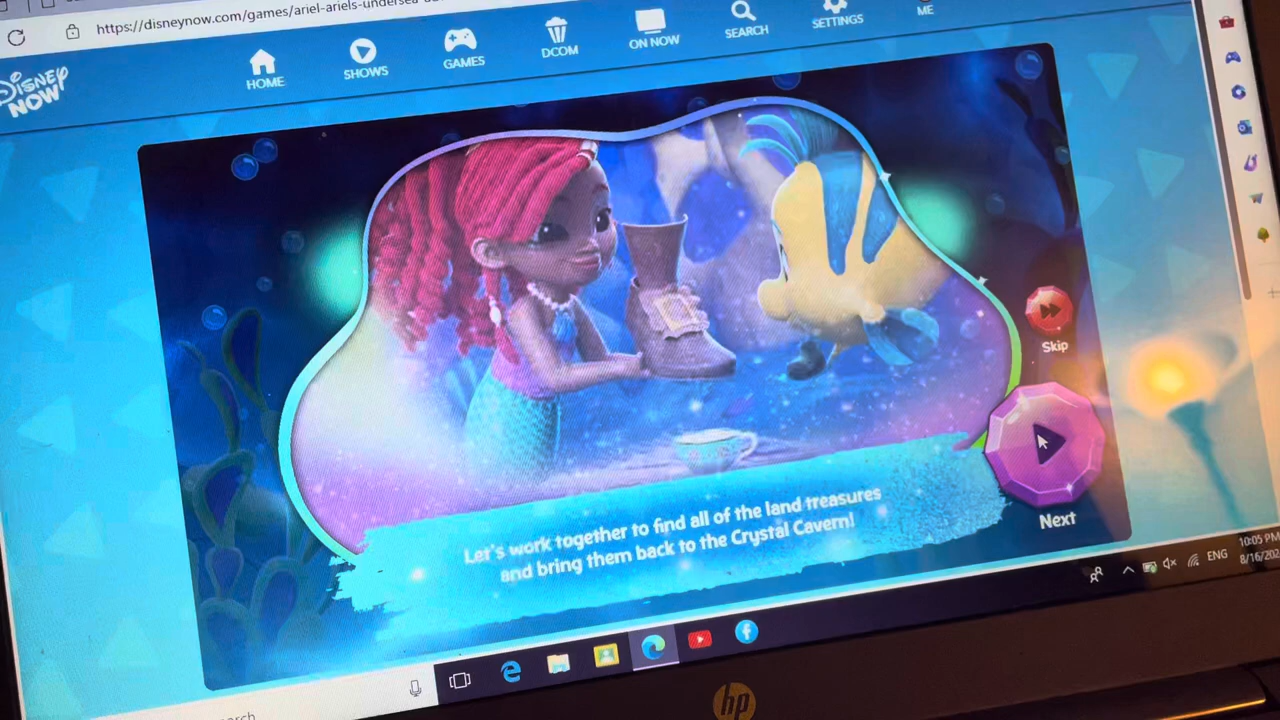 https://disneynow.com/games/ariel-ariels-undersea-
Disney
NOW
HOME
SHOWS
GAMES
DCOM
ON NOW
SEARCH
SETTINGS
ME
Skip
Let's work together to find all of the land treasures
and bring them back to the Crystal Cavern!
Next
ENG
10:05 PM
8/16/202
hp